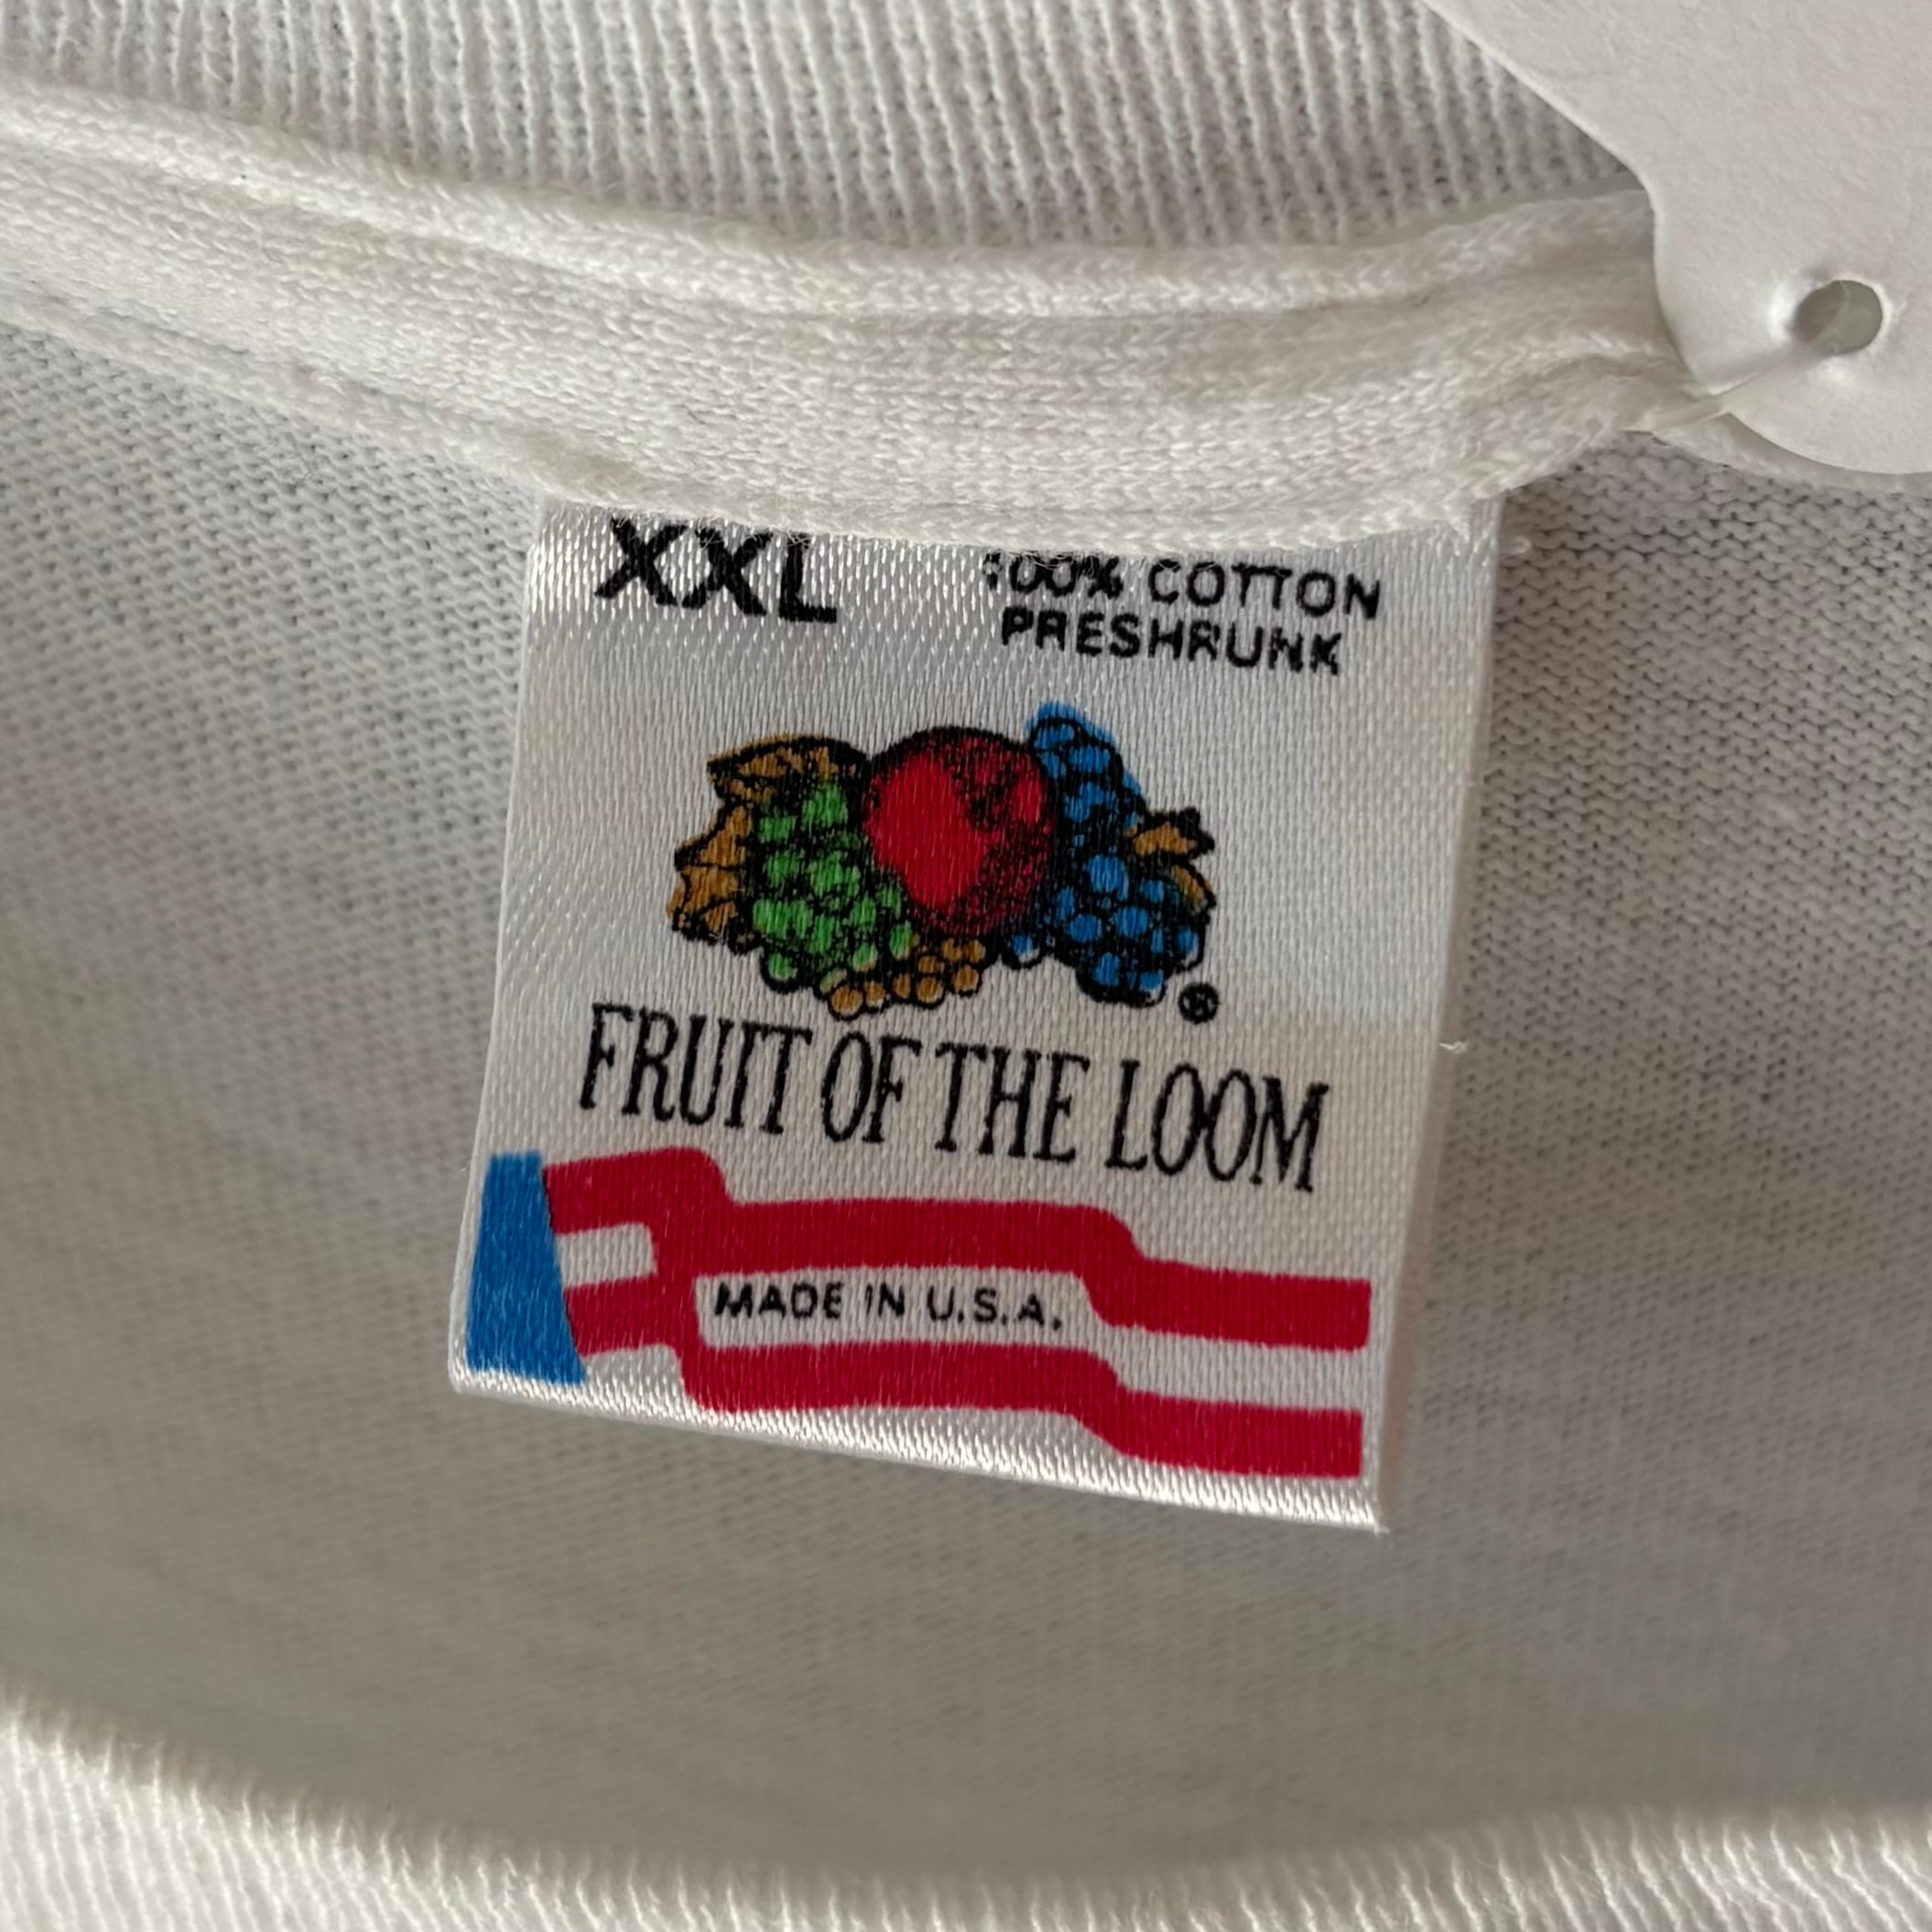 XXL
100% COTTON
PRESHRUNK
®
FRUIT OF THE LOOM
MADE IN U.S.A.